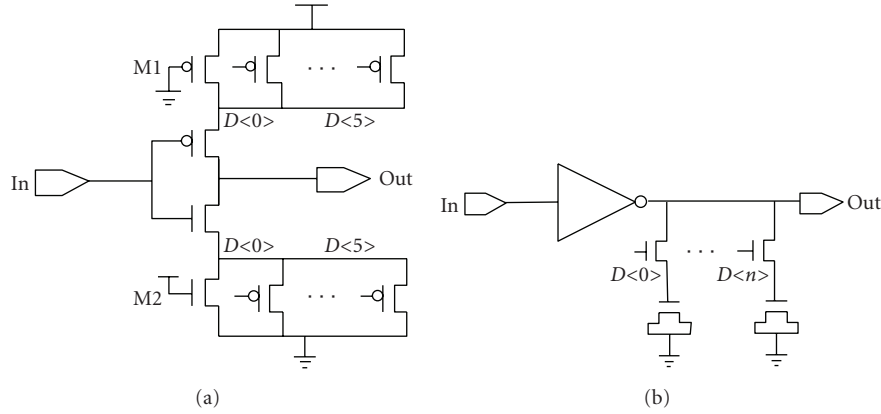 M1
. . .
D<0>
D<5>
In
Out
D<0>
D<5>
M2
. . .
(a)
In
Out
. . .
D<0>
D<n>
(b)